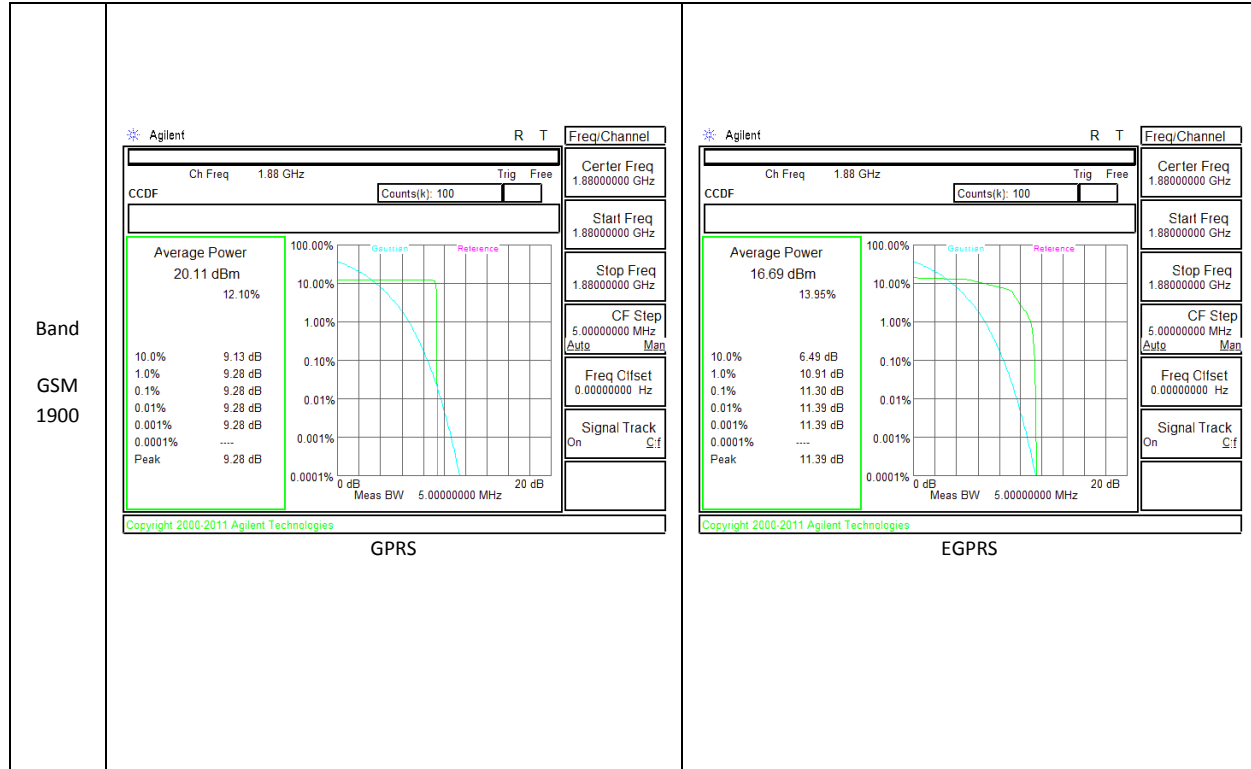 Band
GSM
1900
Agilent R T Freq/Channel
Ch Freq 1.88 GHz Trig Free
CCDF Counts(k): 100
Average Power
20.11 dBm
12.10%
10.0% 9.13 dB
1.0% 9.28 dB
0.1% 9.28 dB
0.01% 9.28 dB
0.001% 9.28 dB
0.0001% ----
Peak 9.28 dB
Gaussian Reference
100.00%
10.00%
1.00%
0.10%
0.01%
0.001%
0.0001%
0 dB 20 dB
Meas BW 5.00000000 MHz
Center Freq
1.88000000 GHz
Start Freq
1.88000000 GHz
Stop Freq
1.88000000 GHz
CF Step
5.00000000 MHz
Auto Man
Freq Offset
0.00000000 Hz
Signal Track
On Off
Copyright 2000-2011 Agilent Technologies
GPRS
Agilent R T Freq/Channel
Ch Freq 1.88 GHz Trig Free
CCDF Counts(k): 100
Average Power
16.69 dBm
13.95%
10.0% 6.49 dB
1.0% 10.91 dB
0.1% 11.30 dB
0.01% 11.39 dB
0.001% 11.39 dB
0.0001% ----
Peak 11.39 dB
Gaussian Reference
100.00%
10.00%
1.00%
0.10%
0.01%
0.001%
0.0001%
0 dB 20 dB
Meas BW 5.00000000 MHz
Center Freq
1.88000000 GHz
Start Freq
1.88000000 GHz
Stop Freq
1.88000000 GHz
CF Step
5.00000000 MHz
Auto Man
Freq Offset
0.00000000 Hz
Signal Track
On Off
Copyright 2000-2011 Agilent Technologies
EGPRS